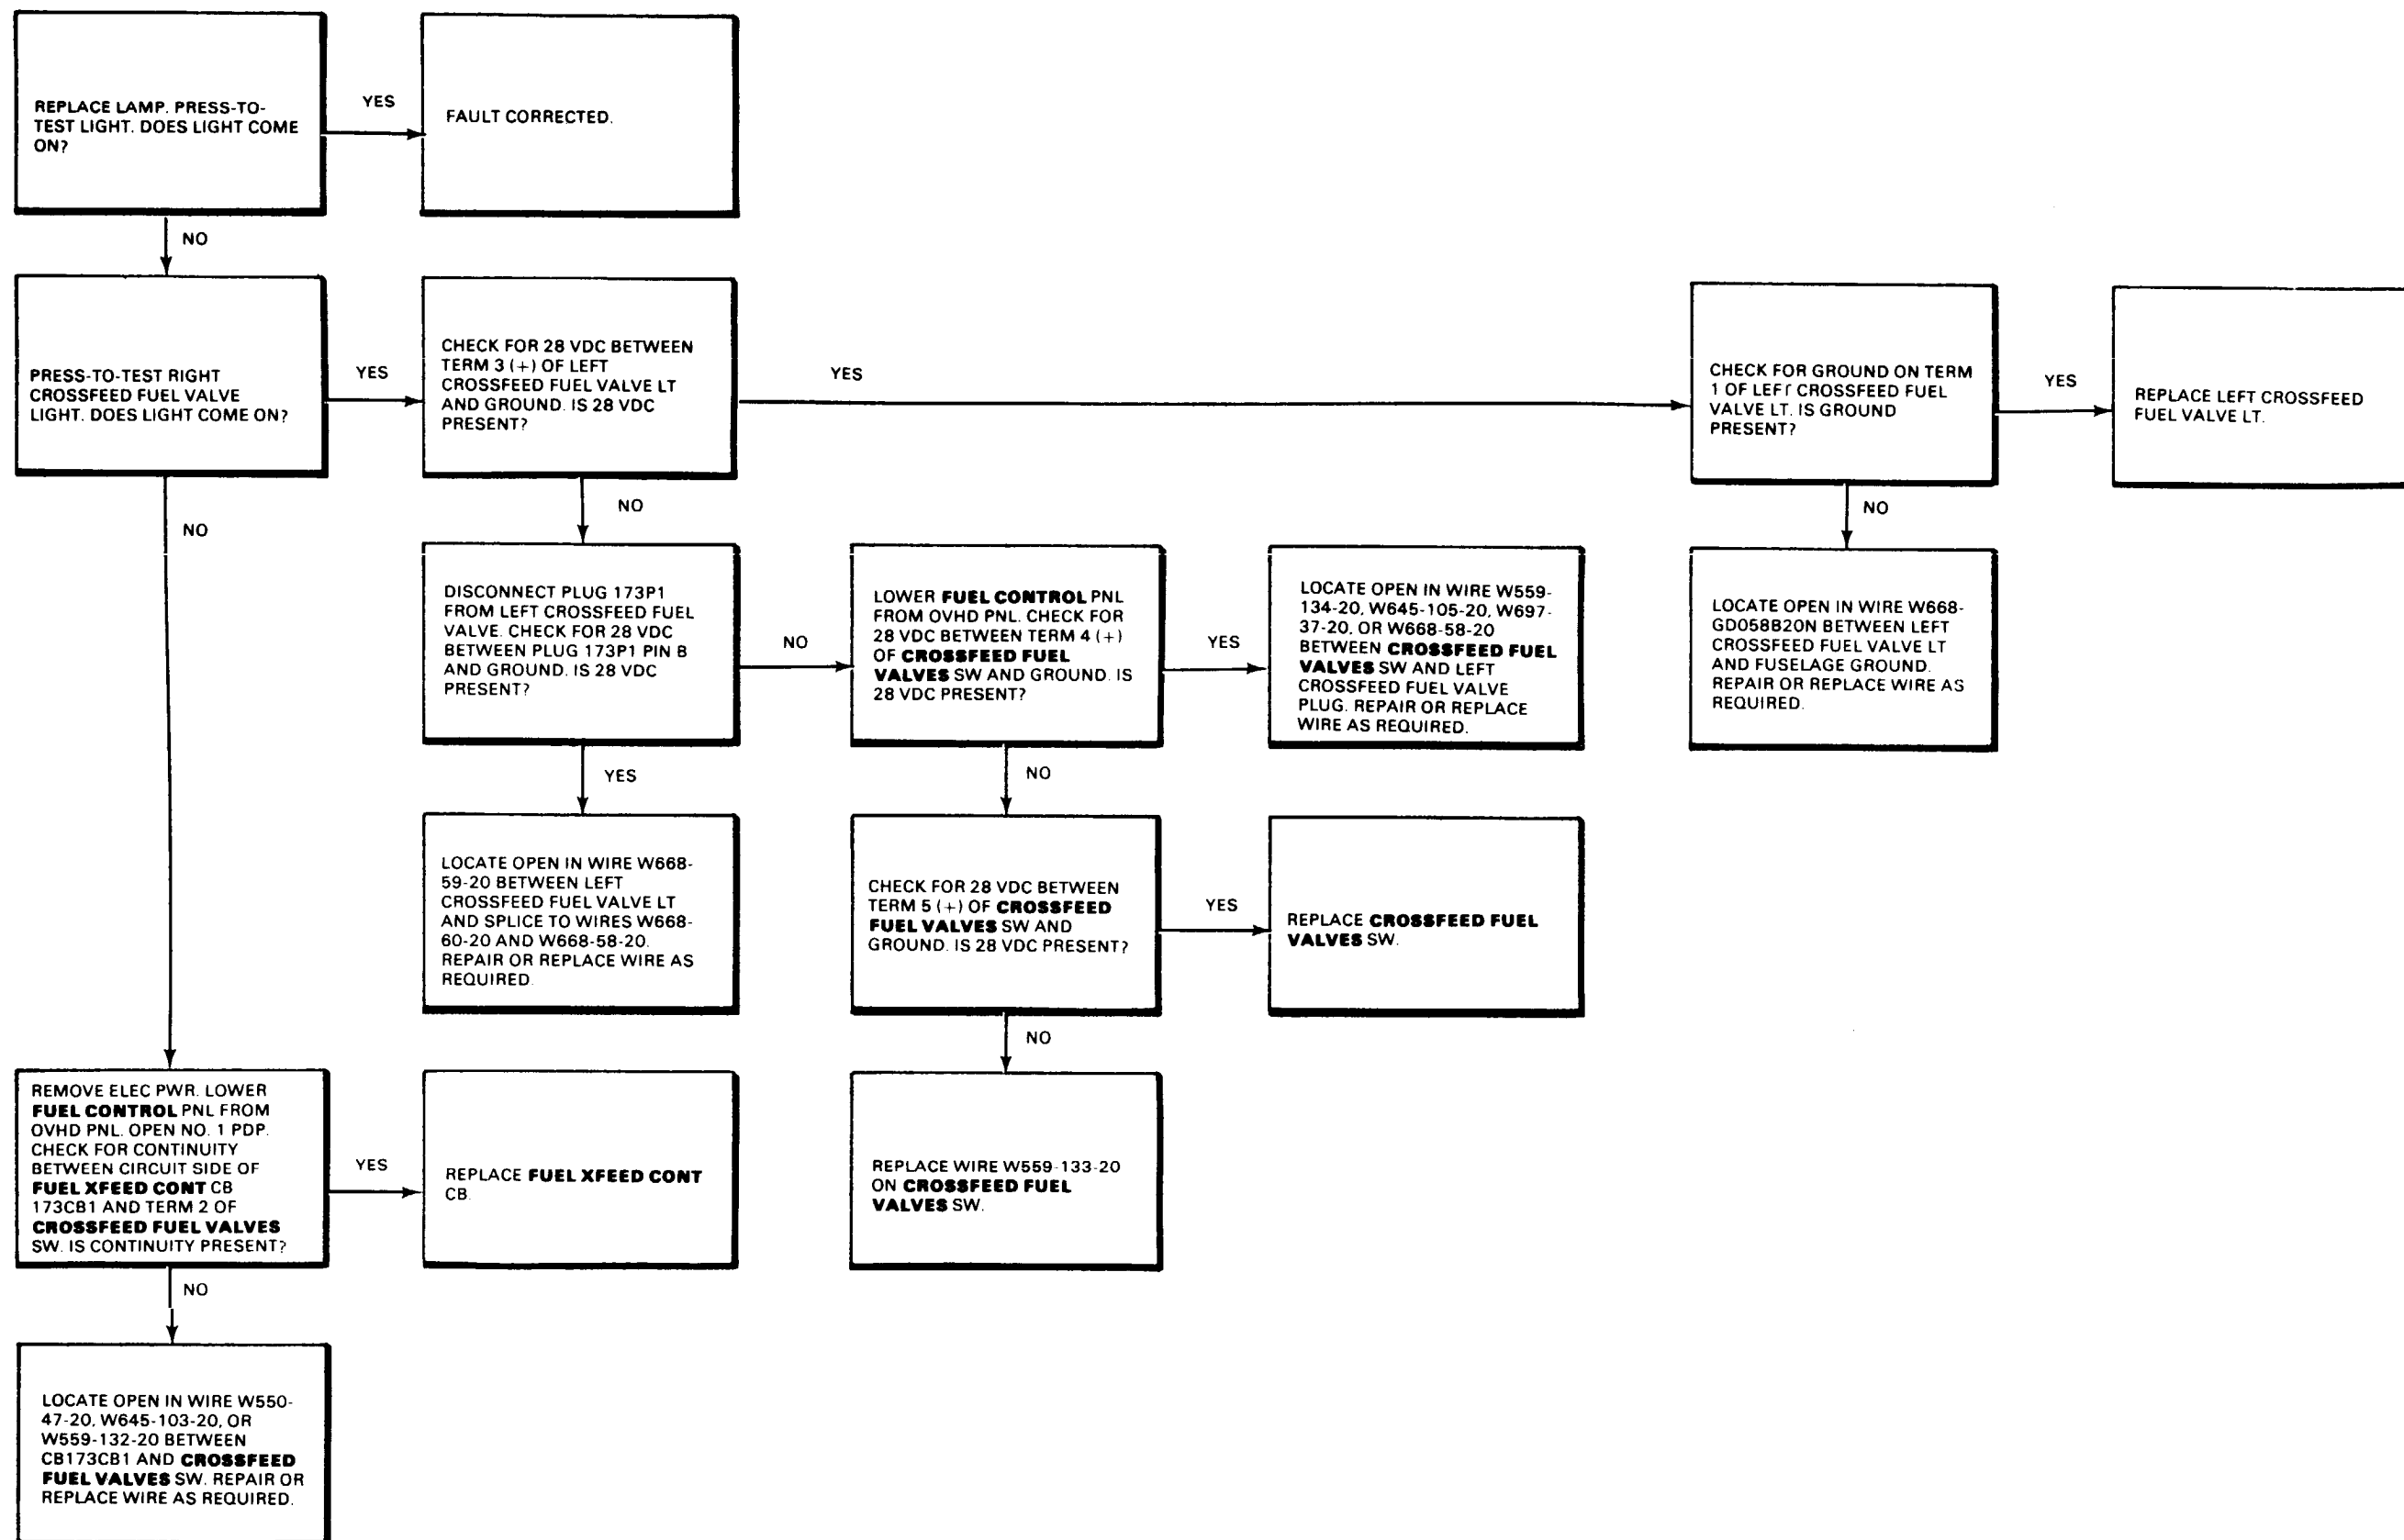 REPLACE LAMP. PRESS-TO-
TEST LIGHT. DOES LIGHT COME
ON?
YES
FAULT CORRECTED.
NO
PRESS-TO-TEST RIGHT
CROSSFEED FUEL VALVE
LIGHT. DOES LIGHT COME ON?
YES
CHECK FOR 28 VDC BETWEEN
TERM 3 (+) OF LEFT
CROSSFEED FUEL VALVE LT
AND GROUND. IS 28 VDC
PRESENT?
YES
CHECK FOR GROUND ON TERM
1 OF LEFT CROSSFEED FUEL
VALVE LT. IS GROUND
PRESENT?
YES
REPLACE LEFT CROSSFEED
FUEL VALVE LT.
NO
NO
NO
DISCONNECT PLUG 173P1
FROM LEFT CROSSFEED FUEL
VALVE. CHECK FOR 28 VDC
BETWEEN PLUG 173P1 PIN B
AND GROUND. IS 28 VDC
PRESENT?
NO
LOWER FUEL CONTROL PNL
FROM OVHD PNL. CHECK FOR
28 VDC BETWEEN TERM 4 (+)
OF CROSSFEED FUEL
VALVES SW AND GROUND. IS
28 VDC PRESENT?
YES
LOCATE OPEN IN WIRE W559-
134-20, W645-105-20, W697-
37-20, OR W668-58-20
BETWEEN CROSSFEED FUEL
VALVES SW AND LEFT
CROSSFEED FUEL VALVE
PLUG. REPAIR OR REPLACE
WIRE AS REQUIRED.
LOCATE OPEN IN WIRE W668-
GD058B20N BETWEEN LEFT
CROSSFEED FUEL VALVE LT
AND FUSELAGE GROUND.
REPAIR OR REPLACE WIRE AS
REQUIRED.
YES
NO
LOCATE OPEN IN WIRE W668-
59-20 BETWEEN LEFT
CROSSFEED FUEL VALVE LT
AND SPLICE TO WIRES W668-
60-20 AND W668-58-20.
REPAIR OR REPLACE WIRE AS
REQUIRED.
CHECK FOR 28 VDC BETWEEN
TERM 5 (+) OF CROSSFEED
FUEL VALVES SW AND
GROUND. IS 28 VDC PRESENT?
YES
REPLACE CROSSFEED FUEL
VALVES SW.
NO
REMOVE ELEC PWR. LOWER
FUEL CONTROL PNL FROM
OVHD PNL. OPEN NO. 1 PDP.
CHECK FOR CONTINUITY
BETWEEN CIRCUIT SIDE OF
FUEL XFEED CONT CB
173CB1 AND TERM 2 OF
CROSSFEED FUEL VALVES
SW. IS CONTINUITY PRESENT?
YES
REPLACE FUEL XFEED CONT
CB.
REPLACE WIRE W559-133-20
ON CROSSFEED FUEL
VALVES SW.
NO
LOCATE OPEN IN WIRE W550-
47-20, W645-103-20, OR
W559-132-20 BETWEEN
CB173CB1 AND CROSSFEED
FUEL VALVES SW. REPAIR OR
REPLACE WIRE AS REQUIRED.